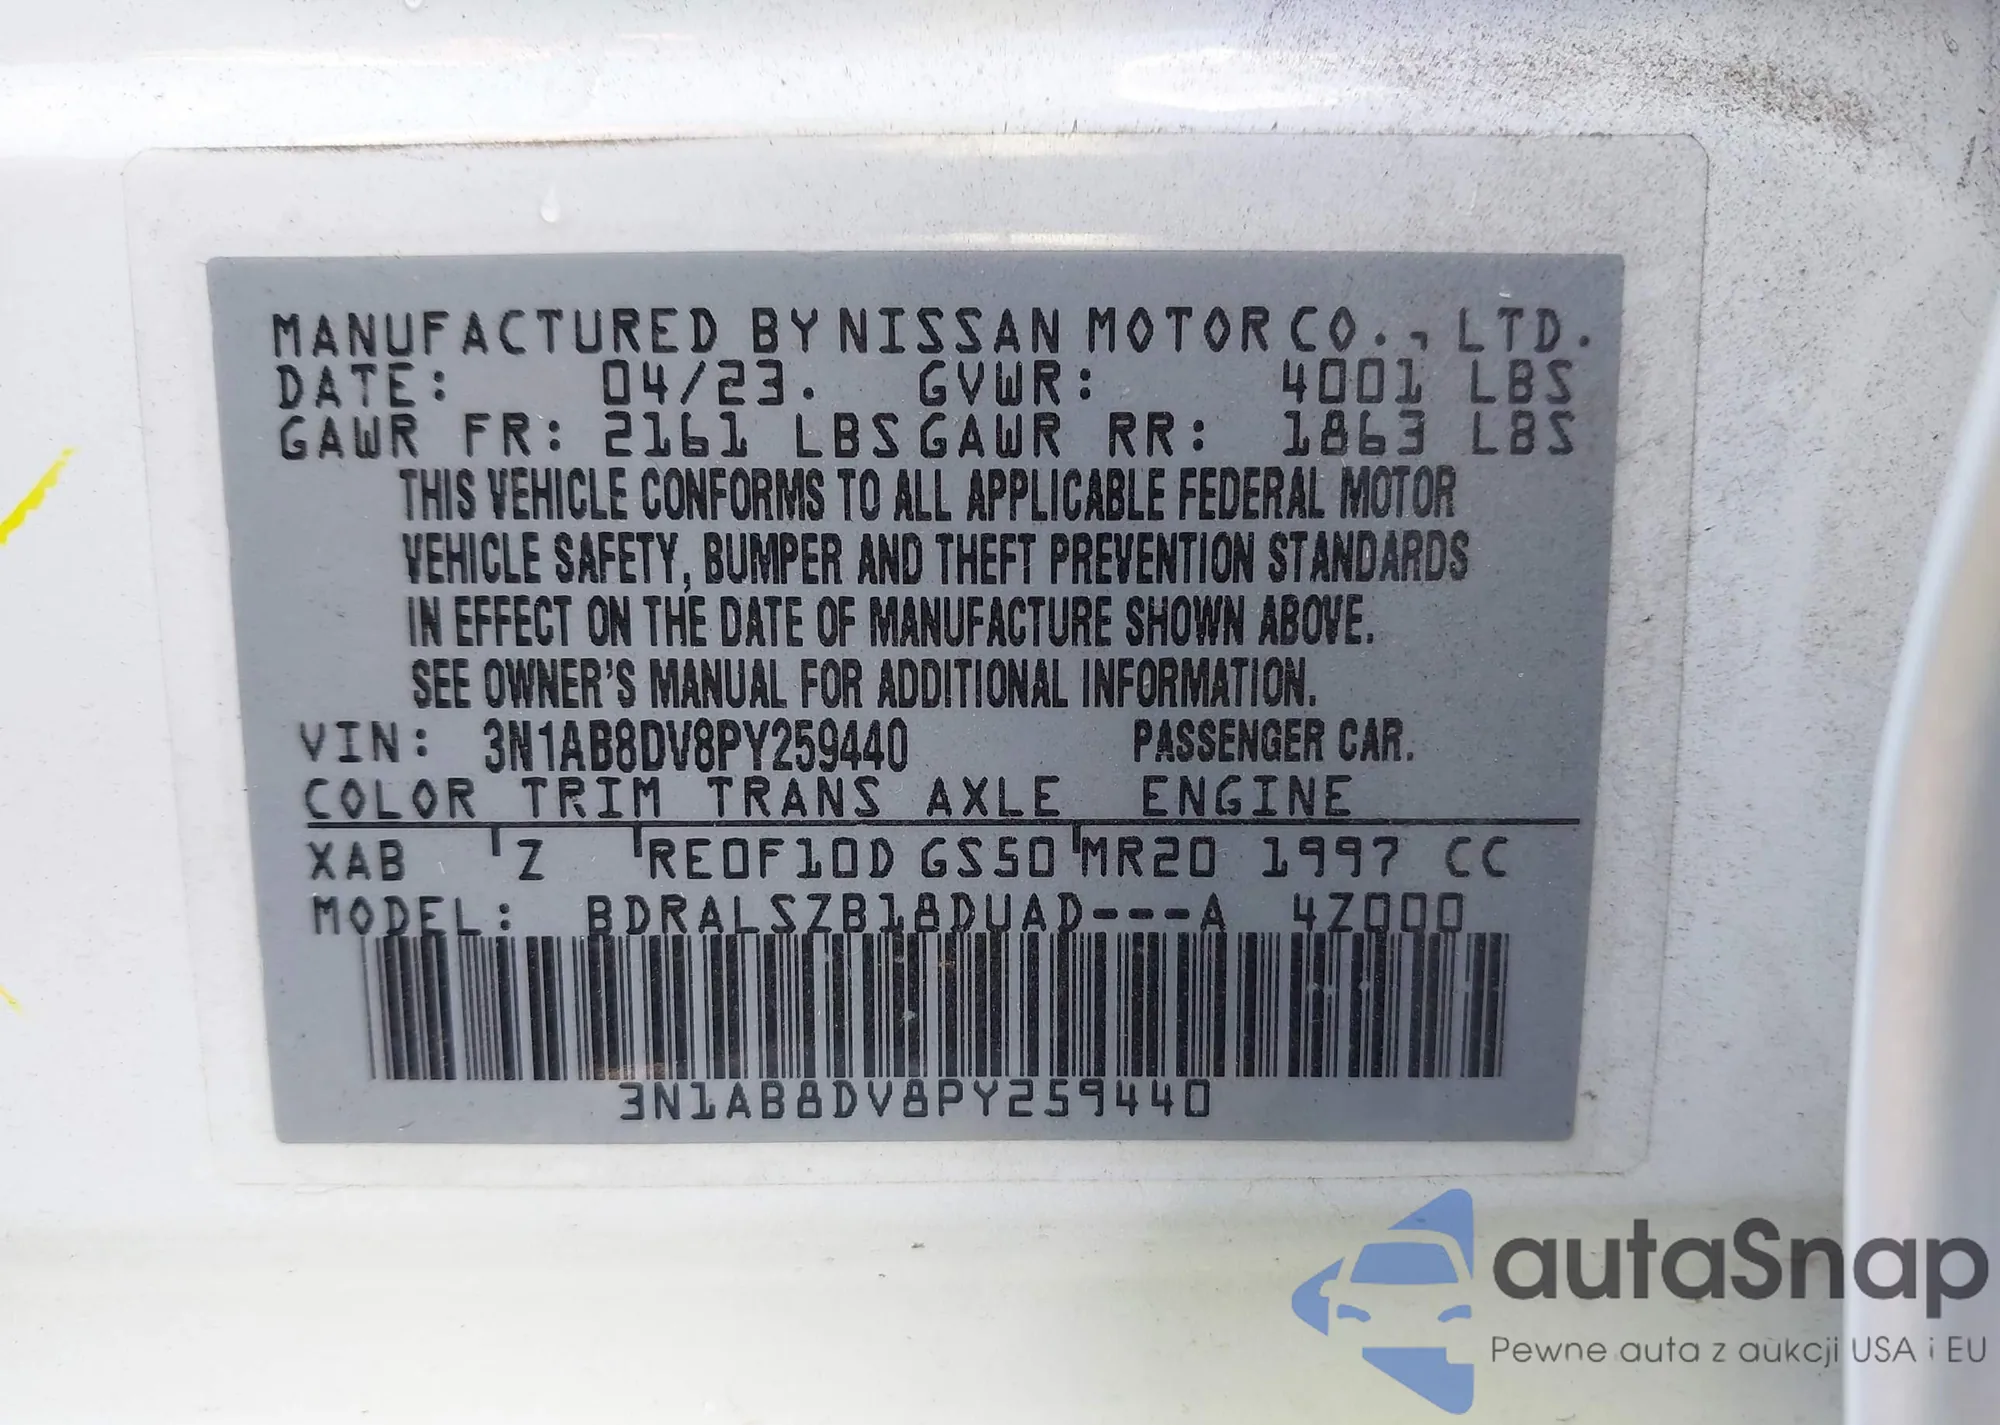 MANUFACTURED BY NISSAN MOTOR CO., LTD.
DATE: 04/23. GVWR: 4001 LBS
GAWR FR: 2161 LBS GAWR RR: 1863 LBS
THIS VEHICLE CONFORMS TO ALL APPLICABLE FEDERAL MOTOR
VEHICLE SAFETY, BUMPER AND THEFT PREVENTION STANDARDS
IN EFFECT ON THE DATE OF MANUFACTURE SHOWN ABOVE.
SEE OWNER'S MANUAL FOR ADDITIONAL INFORMATION.
VIN: 3N1AB8DV8PY259440 PASSENGER CAR.
COLOR TRIM TRANS AXLE ENGINE
XAB Z RE0F10D GS50 MR20 1997 CC
MODEL: BDRALSZB18DUAD---A 4Z000
3N1AB8DV8PY259440
autaSnap
Pewne auta z aukcji USA i EU